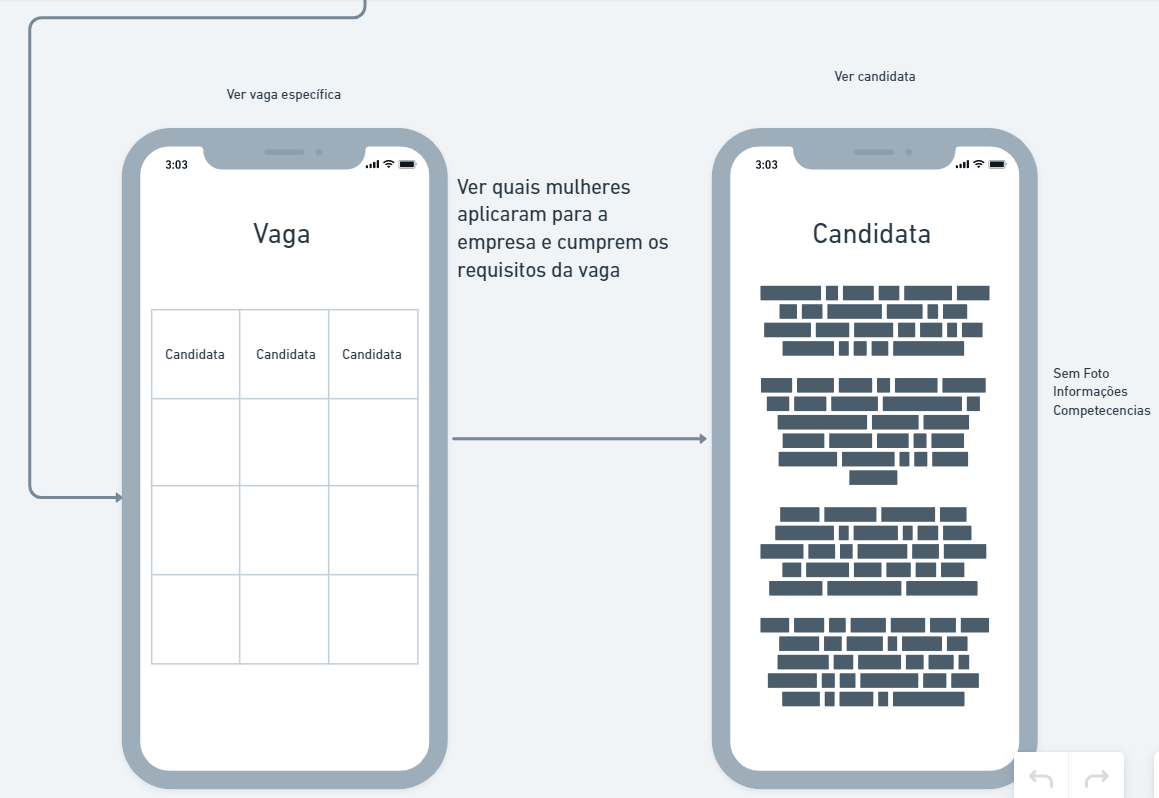 Ver vaga específica
3:03
Vaga
Candidata Candidata Candidata
Ver quais mulheres
aplicaram para a
empresa e cumprem os
requisitos da vaga
Ver candidata
3:03
Candidata
Sem Foto
Informações
Competecencias